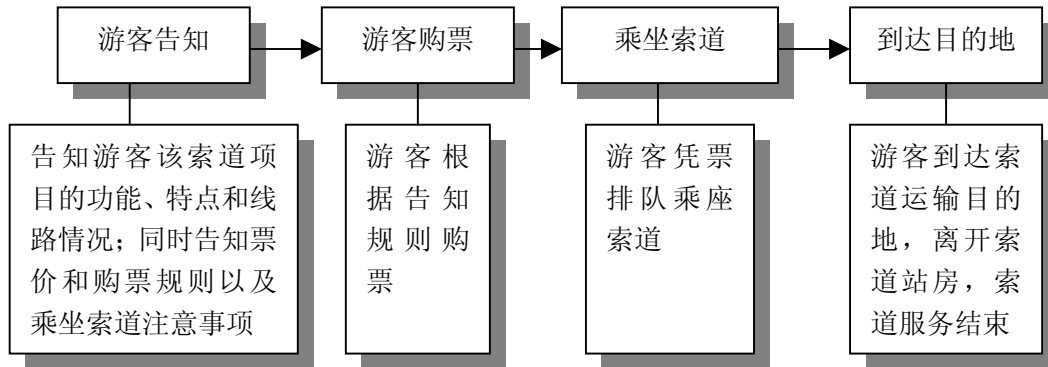 游客告知
游客购票
乘坐索道
到达目的地
告知游客该索道项
目的功能、特点和线
路情况；同时告知票
价和购票规则以及
乘坐索道注意事项
游客根
据告知
规则购
票
游客凭票
排队乘座
索道
游客到达索
道运输目的
地，离开索
道站房，索
道服务结束